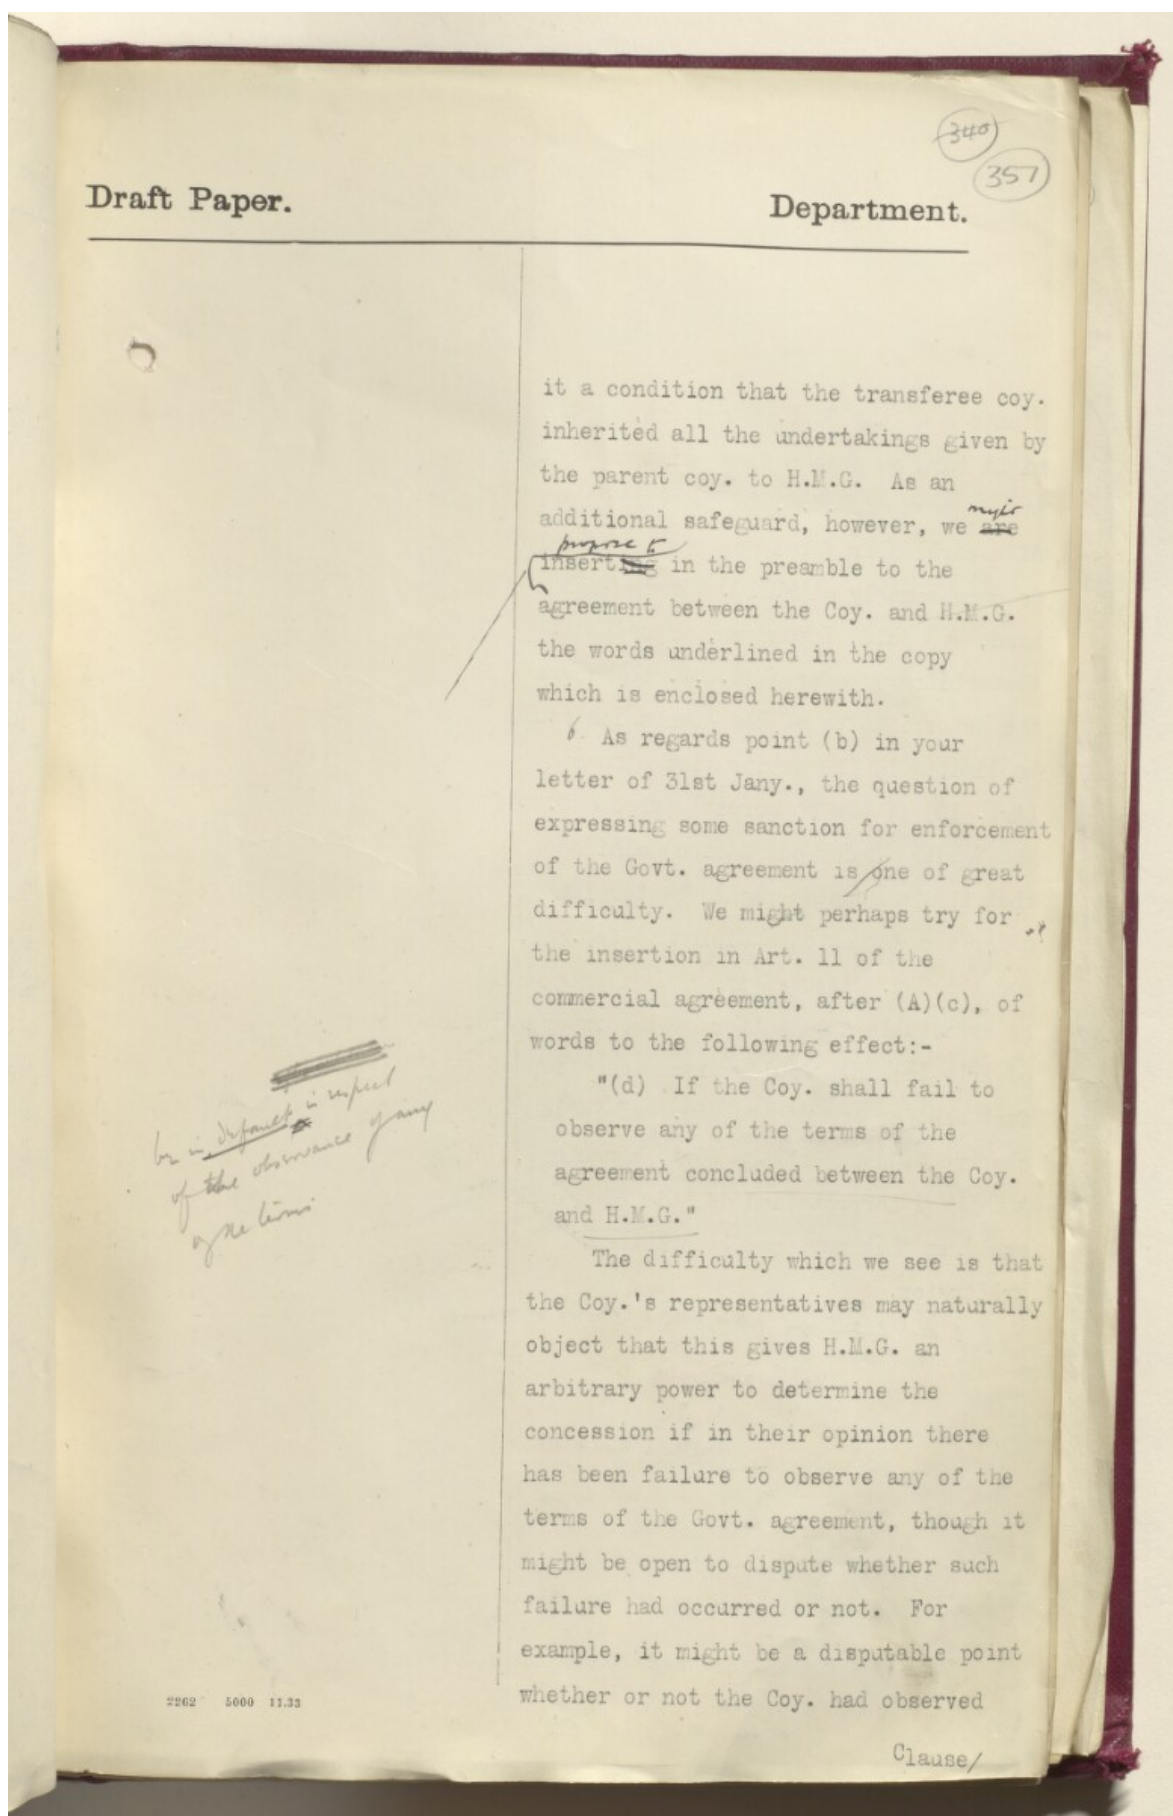 340
357
Draft Paper.
Department.
it a condition that the transferee coy.
inherited all the undertakings given by
the parent coy. to H.M.G. As an
additional safeguard, however, we are
propose to
inserting in the preamble to the
agreement between the Coy. and H.M.G.
the words underlined in the copy
which is enclosed herewith.
6. As regards point (b) in your
letter of 31st Jany., the question of
expressing some sanction for enforcement
of the Govt. agreement is one of great
difficulty. We might perhaps try for
the insertion in Art. 11 of the
commercial agreement, after (A)(c), of
words to the following effect:-
"(d) If the Coy. shall fail to
observe any of the terms of the
agreement concluded between the Coy.
and H.M.G."
be in default in respect
of the observance of any
of the terms
The difficulty which we see is that
the Coy.'s representatives may naturally
object that this gives H.M.G. an
arbitrary power to determine the
concession if in their opinion there
has been failure to observe any of the
terms of the Govt. agreement, though it
might be open to dispute whether such
failure had occurred or not. For
example, it might be a disputable point
whether or not the Coy. had observed
Clause/
2262 5000 11.33